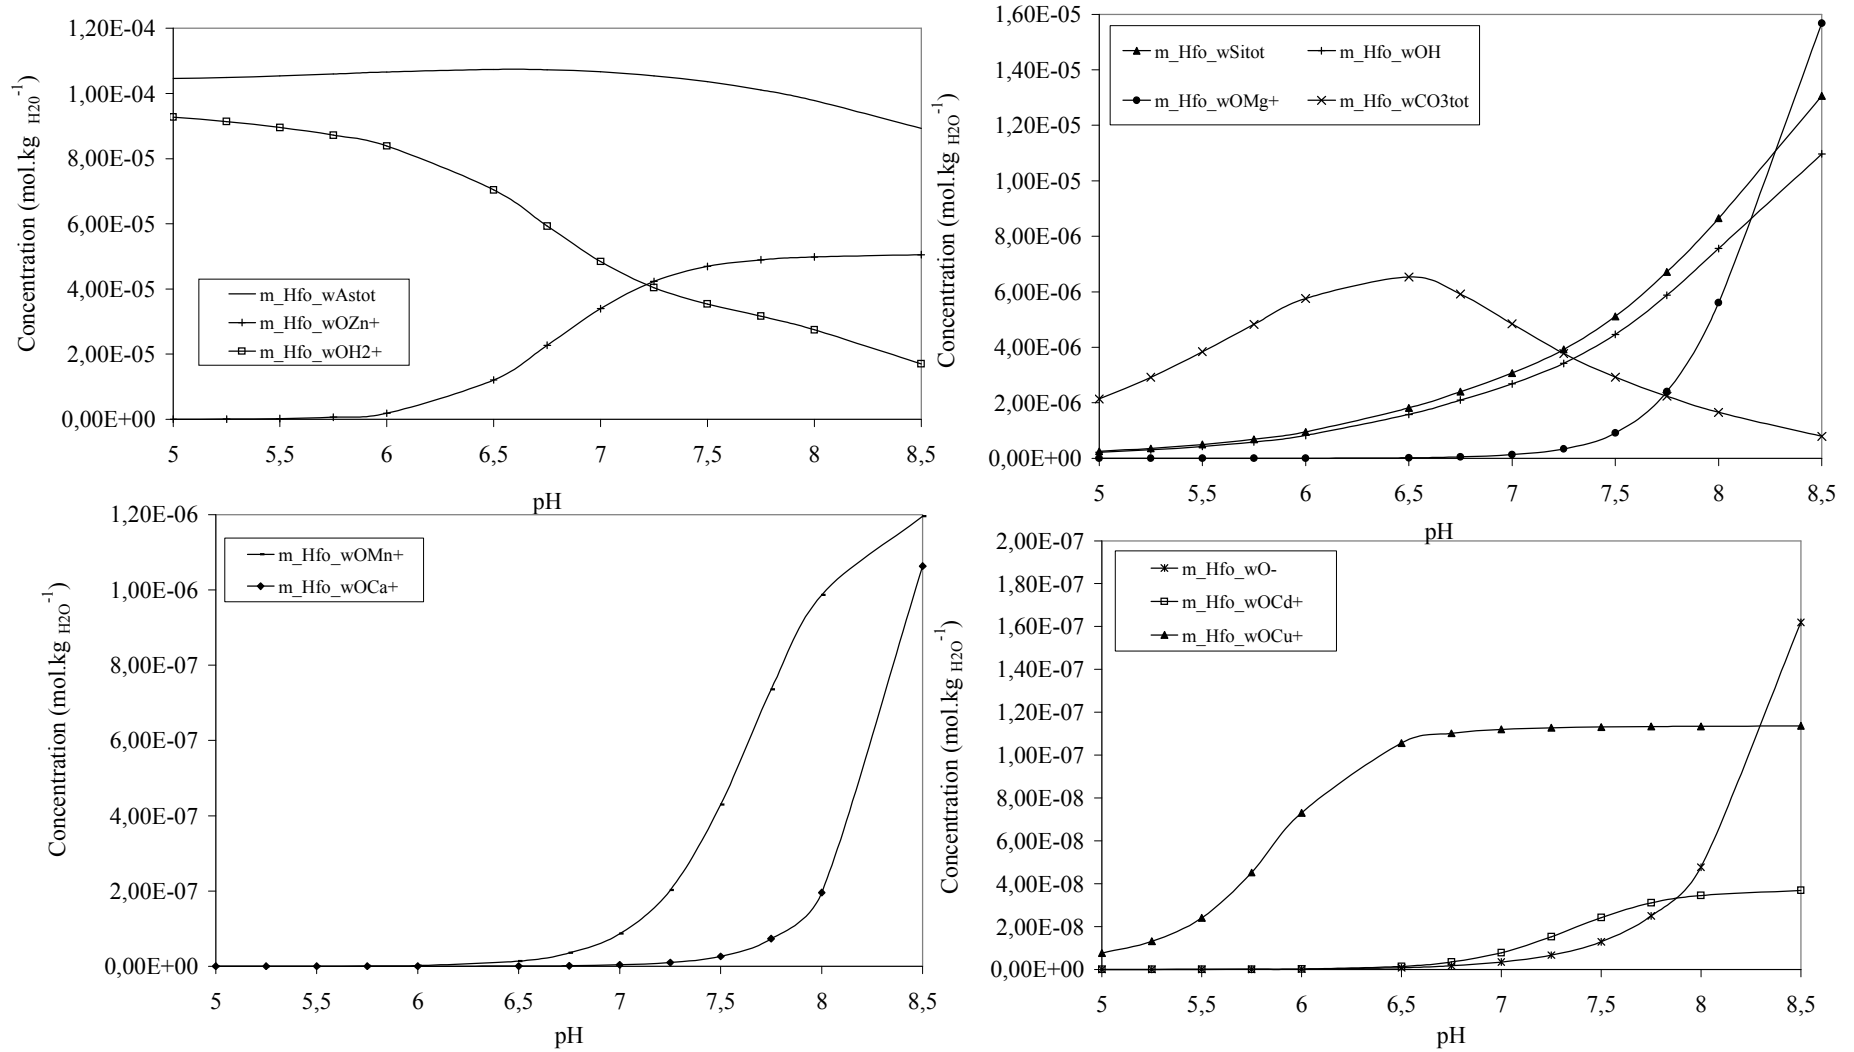 1,20E-04
1,00E-04
8,00E-05
6,00E-05
4,00E-05
2,00E-05
0,00E+00
Concentration (mol.kg H20-1)
m_Hfo_wAstot
m_Hfo_wOZn+
m_Hfo_wOH2+
5 5,5 6 6,5 7 7,5 8 8,5
pH
1,60E-05
1,40E-05
1,20E-05
1,00E-05
8,00E-06
6,00E-06
4,00E-06
2,00E-06
0,00E+00
Concentration (mol.kg H2O-1)
m_Hfo_wSitot m_Hfo_wOH
m_Hfo_wOMg+ m_Hfo_wCO3tot
5 5,5 6 6,5 7 7,5 8 8,5
pH
1,20E-06
1,00E-06
8,00E-07
6,00E-07
4,00E-07
2,00E-07
0,00E+00
Concentration (mol.kg H2O-1)
m_Hfo_wOMn+
m_Hfo_wOCa+
5 5,5 6 6,5 7 7,5 8 8,5
pH
2,00E-07
1,80E-07
1,60E-07
1,40E-07
1,20E-07
1,00E-07
8,00E-08
6,00E-08
4,00E-08
2,00E-08
0,00E+00
Concentration (mol.kg H2O-1)
m_Hfo_wO-
m_Hfo_wOCd+
m_Hfo_wOCu+
5 5,5 6 6,5 7 7,5 8 8,5
pH